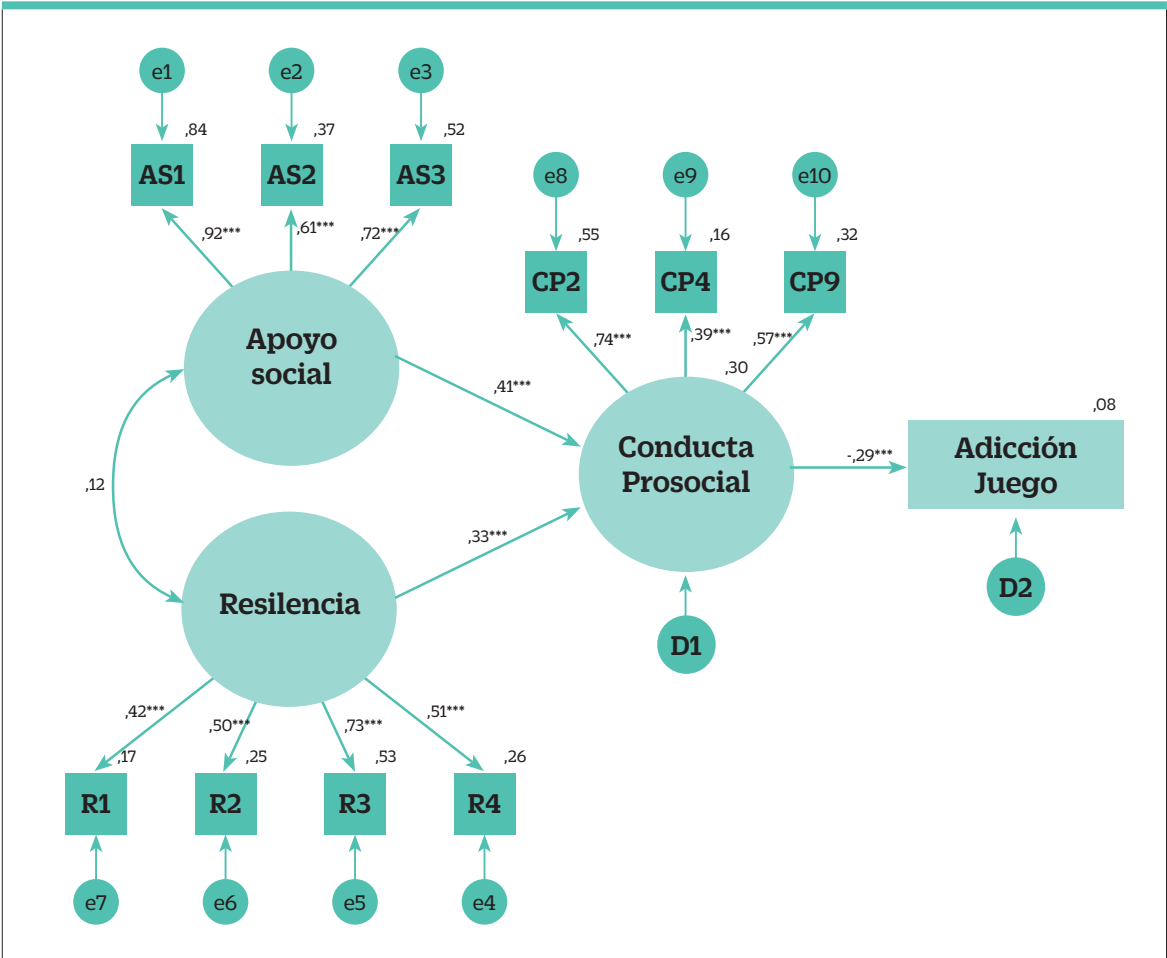 e1
e2
e3
,84
,37
,52
AS1
AS2
AS3
,92***
,61***
,72***
e8
e9
e10
,55
,16
,32
CP2
CP4
CP9
,74***
,39***
,57***
,30
Apoyo
social
,41***
Conducta
Prosocial
-,29***
,08
Adicción
Juego
,12
,33***
Resilencia
D1
D2
,42***
,50***
,73***
,51***
,17
,25
,53
,26
R1
R2
R3
R4
e7
e6
e5
e4